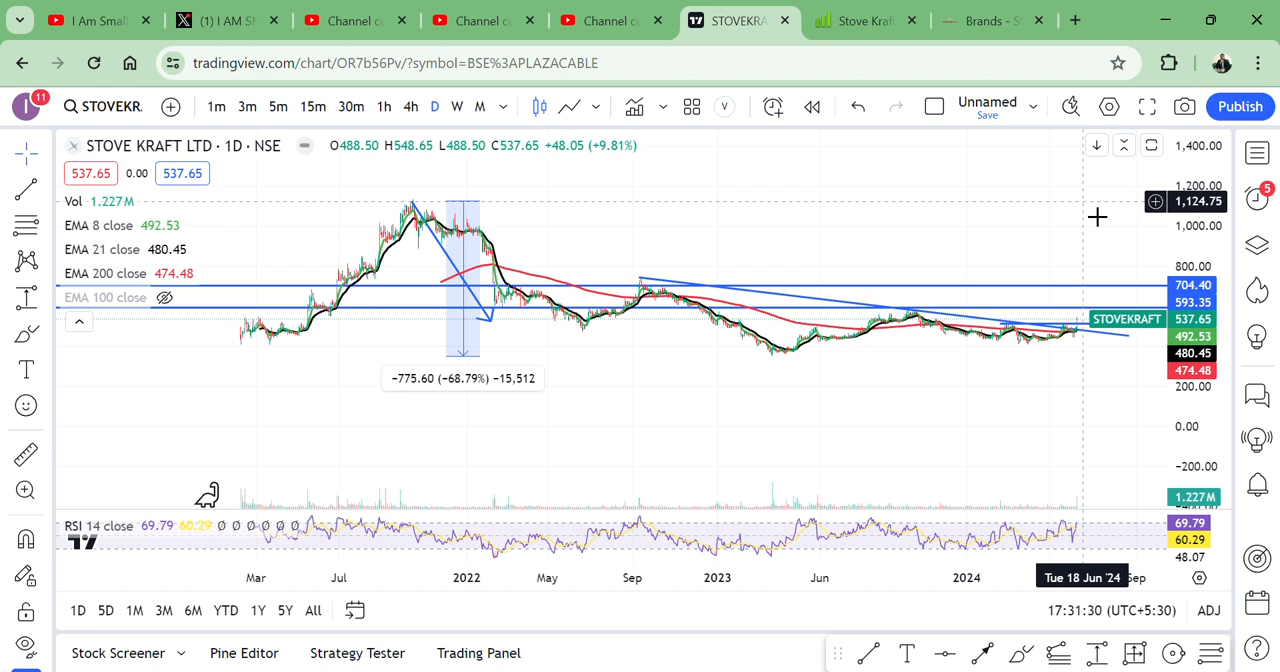 I Am Small
(1) I AM SM
Channel co
Channel co
Channel co
STOVEKRA
Stove Kraf
Brands - S
tradingview.com/chart/OR7b56Pv/?symbol=BSE%3APLAZACABLE
I 11 STOVEKR. 1m 3m 5m 15m 30m 1h 4h D W M V Unnamed Save Publish
STOVE KRAFT LTD · 1D · NSE O488.50 H548.65 L488.50 C537.65 +48.05 (+9.81%)
537.65 0.00 537.65
Vol 1.227M
EMA 8 close 492.53
EMA 21 close 480.45
EMA 200 close 474.48
EMA 100 close
1,400.00
1,200.00
1,124.75
1,000.00
800.00
704.40
593.35
STOVEKRAFT 537.65
492.53
480.45
474.48
200.00
0.00
−200.00
1.227M
−775.60 (−68.79%) −15,512
5
RSI 14 close 69.79 60.29 Ø Ø Ø Ø Ø Ø
69.79
60.29
48.07
Mar Jul 2022 May Sep 2023 Jun 2024 Tue 18 Jun '24 Sep
1D 5D 1M 3M 6M YTD 1Y 5Y All 17:31:30 (UTC+5:30) ADJ
Stock Screener Pine Editor Strategy Tester Trading Panel